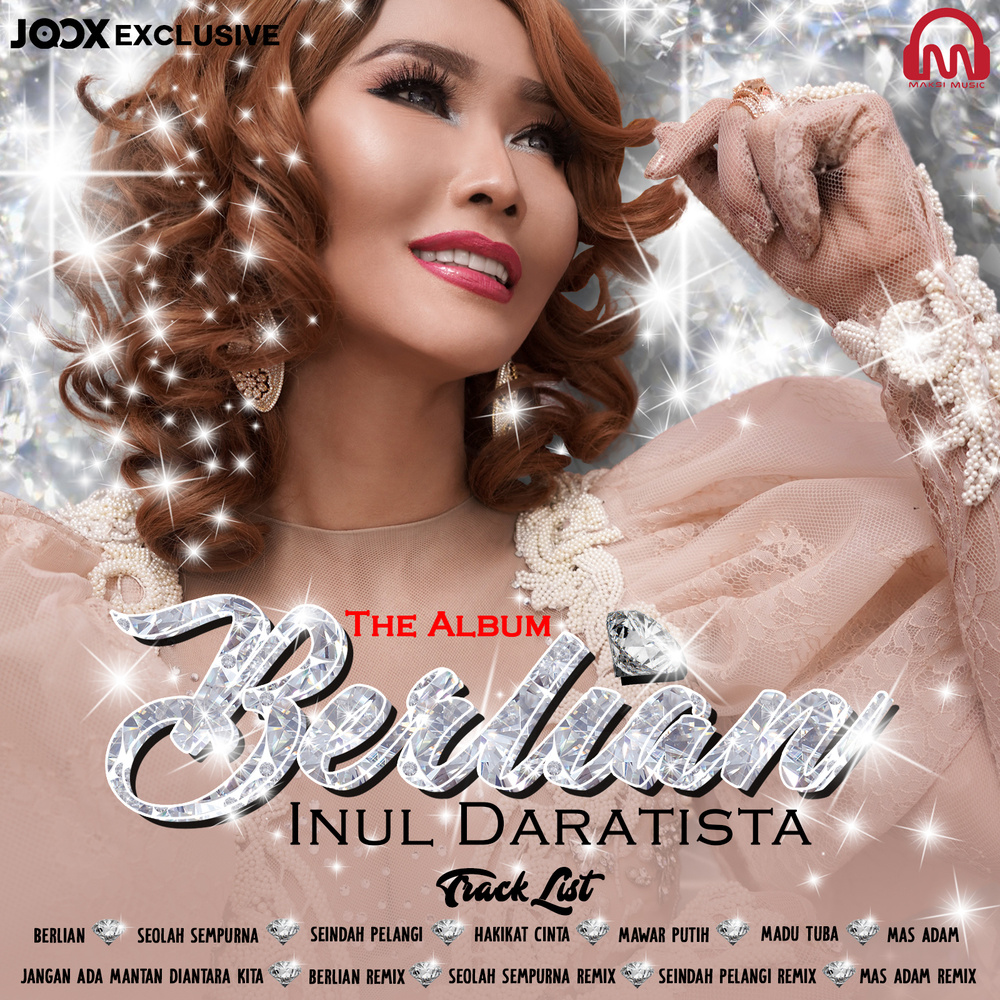 JOOX EXCLUSIVE
MAKSI MUSIC
THE ALBUM
Berlian
INUL DARATISTA
Track List
BERLIAN SEOLAH SEMPURNA SEINDAH PELANGI HAKIKAT CINTA MAWAR PUTIH MADU TUBA MAS ADAM
JANGAN ADA MANTAN DIANTARA KITA BERLIAN REMIX SEOLAH SEMPURNA REMIX SEINDAH PELANGI REMIX MAS ADAM REMIX